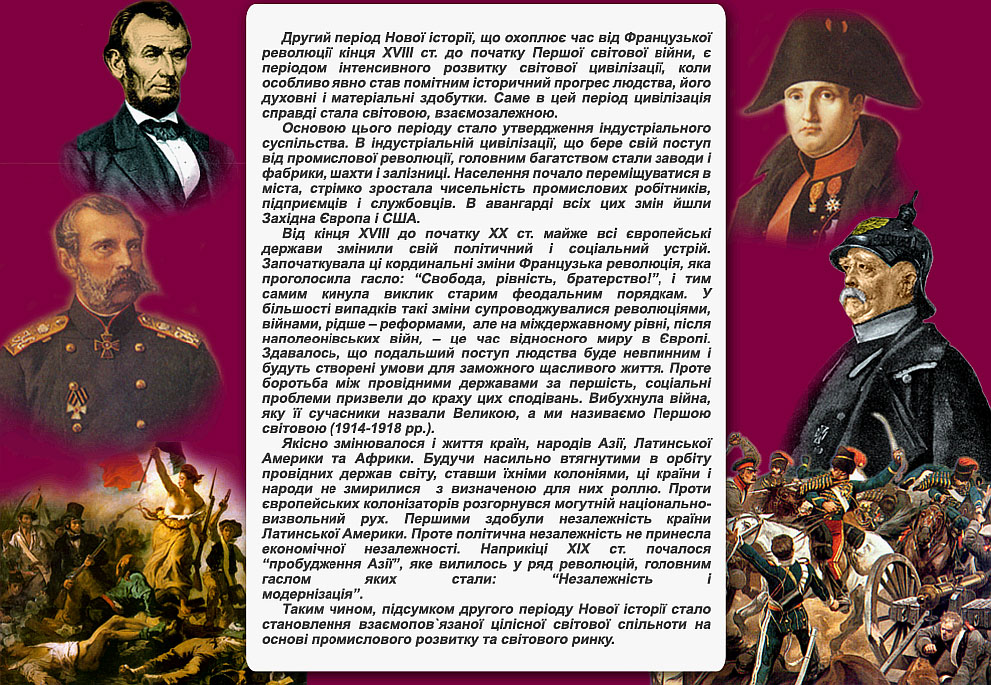 Другий період Нової історії, що охоплює час від Французької
революції кінця XVIII ст. до початку Першої світової війни, є
періодом інтенсивного розвитку світової цивілізації, коли
особливо явно став помітним історичний прогрес людства, його
духовні і матеріальні здобутки. Саме в цей період цивілізація
справді стала світовою, взаємозалежною.
Основою цього періоду стало утвердження індустріального
суспільства. В індустріальній цивілізації, що бере свій поступ
від промислової революції, головним багатством стали заводи і
фабрики, шахти і залізниці. Населення почало переміщуватися в
міста, стрімко зростала чисельність промислових робітників,
підприємців і службовців. В авангарді всіх цих змін йшли
Західна Європа і США.
Від кінця XVIII до початку XX ст. майже всі європейські
держави змінили свій політичний і соціальний устрій.
Започаткувала ці кординальні зміни Французька революція, яка
проголосила гасло: “Свобода, рівність, братерство!”, і тим
самим кинула виклик старим феодальним порядкам. У
більшості випадків такі зміни супроводжувалися революціями,
війнами, рідше – реформами, але на міждержавному рівні, після
наполеонівських війн, – це час відносного миру в Європі.
Здавалось, що подальший поступ людства буде невпинним і
будуть створені умови для заможного щасливого життя. Проте
боротьба між провідними державами за першість, соціальні
проблеми призвели до краху цих сподівань. Вибухнула війна,
яку її сучасники назвали Великою, а ми називаємо Першою
світовою (1914-1918 рр.).
Якісно змінювалося і життя країн, народів Азії, Латинської
Америки та Африки. Будучи насильно втягнутими в орбіту
провідних держав світу, ставши їхніми колоніями, ці країни і
народи не змирилися з визначеною для них роллю. Проти
європейських колонізаторів розгорнувся могутній національно-
визвольний рух. Першими здобули незалежність країни
Латинської Америки. Проте політична незалежність не принесла
економічної незалежності. Наприкіці XIX ст. почалося
“пробудження Азії”, яке вилилось у ряд революцій, головним
гаслом яких стали: “Незалежність і
модернізація”.
Таким чином, підсумком другого періоду Нової історії стало
становлення взаємопов`язаної цілісної світової спільноти на
основі промислового розвитку та світового ринку.